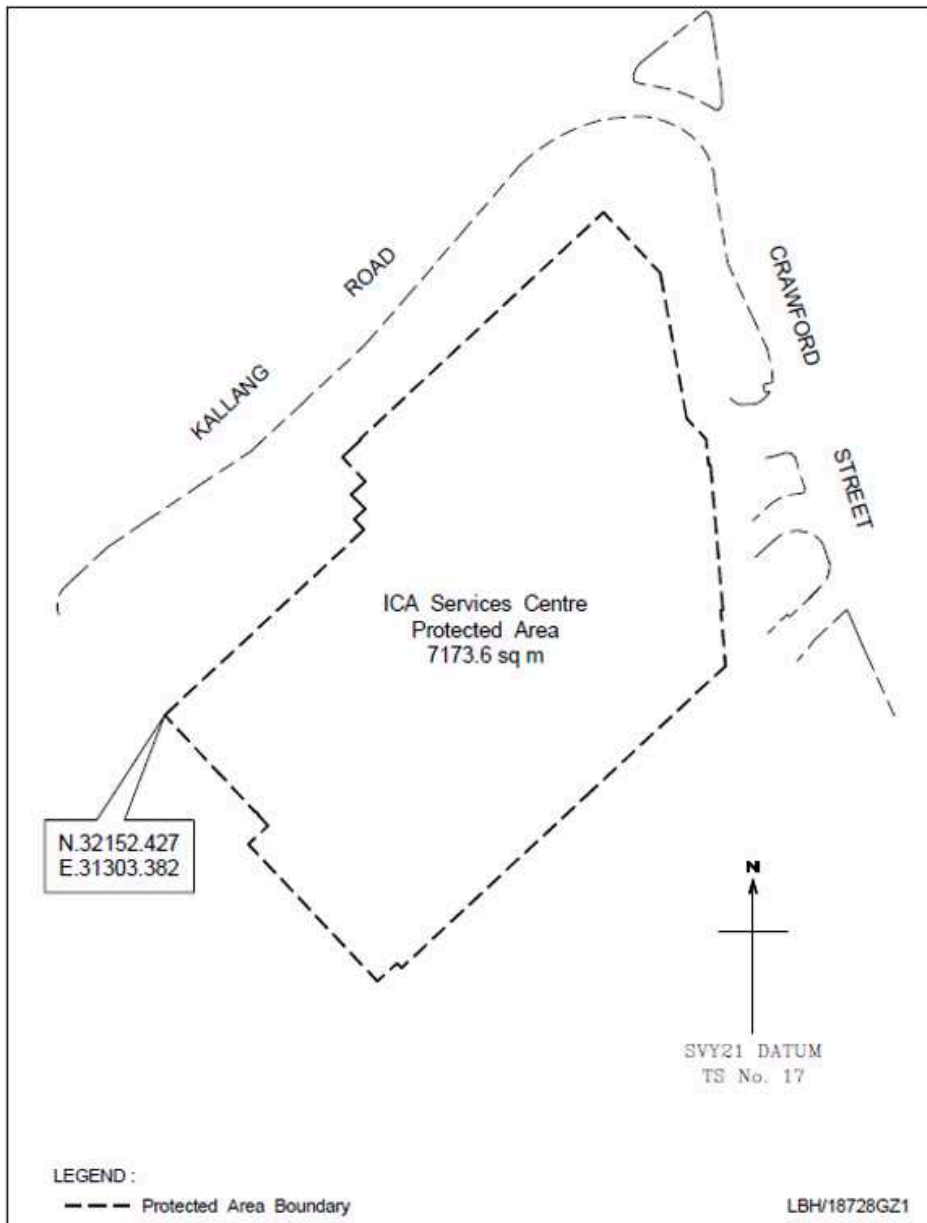 KALLANG ROAD
CRAWFORD STREET
ICA Services Centre
Protected Area
7173.6 sq m
N.32152.427
E.31303.382
N
SVY21 DATUM
TS No. 17
LEGEND :
Protected Area Boundary
LBH/18728GZ1